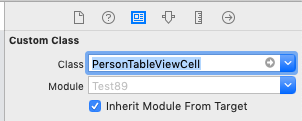 Custom Class
Class PersonTableViewCell
Module Test89
Inherit Module From Target